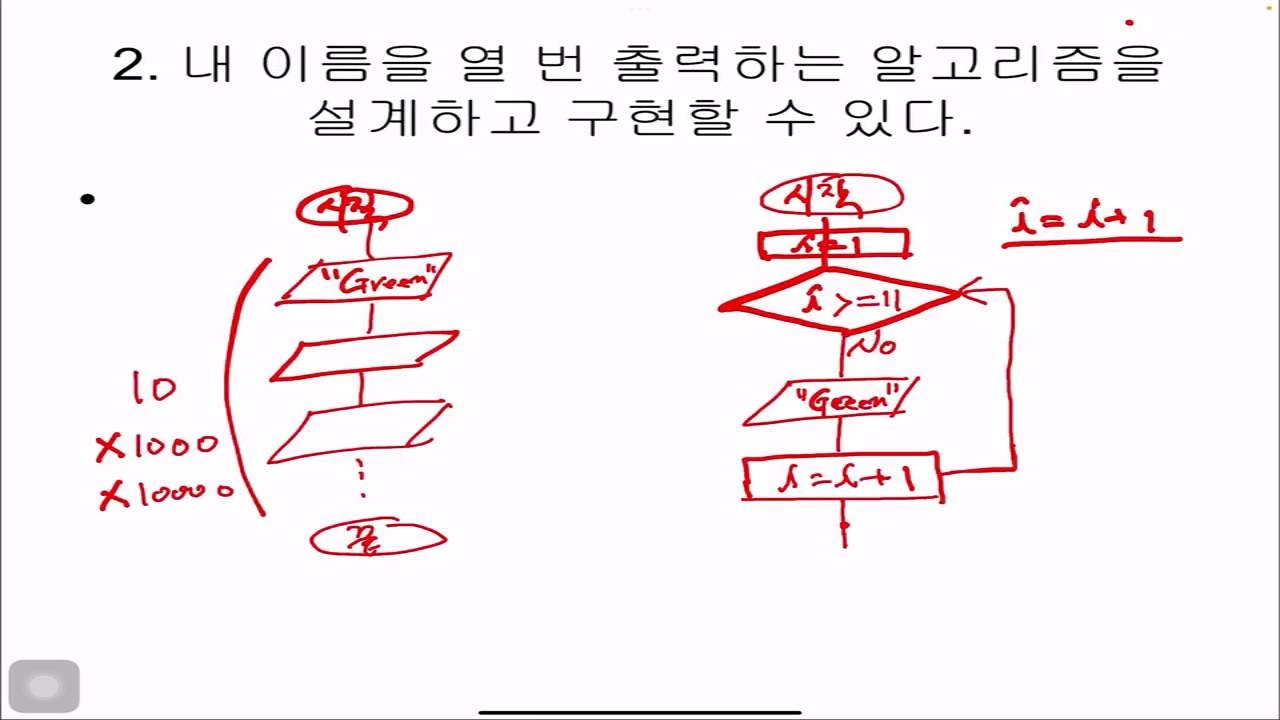 2. 내 이름을 열 번 출력하는 알고리즘을
설계하고 구현할 수 있다.
시작
"Green"
10
×1000
×10000
끝
시작
i=1
i>=11
No
"Green"
i=i+1
i=i+1